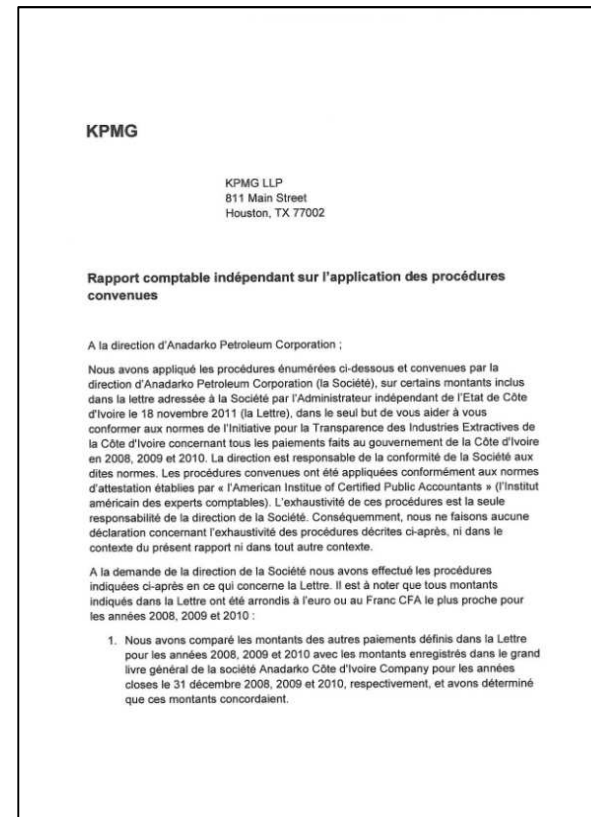 KPMG
KPMG LLP
811 Main Street
Houston, TX 77002
Rapport comptable indépendant sur l'application des procédures
convenues
A la direction d'Anadarko Petroleum Corporation ;
Nous avons appliqué les procédures énumérées ci-dessous et convenues par la
direction d'Anadarko Petroleum Corporation (la Société), sur certains montants inclus
dans la lettre adressée à la Société par l'Administrateur indépendant de l'Etat de Côte
d'Ivoire le 18 novembre 2011 (la Lettre), dans le seul but de vous aider à vous
conformer aux normes de l'Initiative pour la Transparence des Industries Extractives de
la Côte d'Ivoire concernant tous les paiements faits au gouvernement de la Côte d'Ivoire
en 2008, 2009 et 2010. La direction est responsable de la conformité de la Société aux
dites normes. Les procédures convenues ont été appliquées conformément aux normes
d'attestation établies par « l'American Institue of Certified Public Accountants » (l'Institut
américain des experts comptables). L'exhaustivité de ces procédures est la seule
responsabilité de la direction de la Société. Conséquemment, nous ne faisons aucune
déclaration concernant l'exhaustivité des procédures décrites ci-après, ni dans le
contexte du présent rapport ni dans tout autre contexte.
A la demande de la direction de la Société nous avons effectué les procédures
indiquées ci-après en ce qui concerne la Lettre. Il est à noter que tous montants
indiqués dans la Lettre ont été arrondis à l'euro ou au Franc CFA le plus proche pour
les années 2008, 2009 et 2010 :
1. Nous avons comparé les montants des autres paiements définis dans la Lettre
pour les années 2008, 2009 et 2010 avec les montants enregistrés dans le grand
livre général de la société Anadarko Côte d'Ivoire Company pour les années
closes le 31 décembre 2008, 2009 et 2010, respectivement, et avons déterminé
que ces montants concordaient.